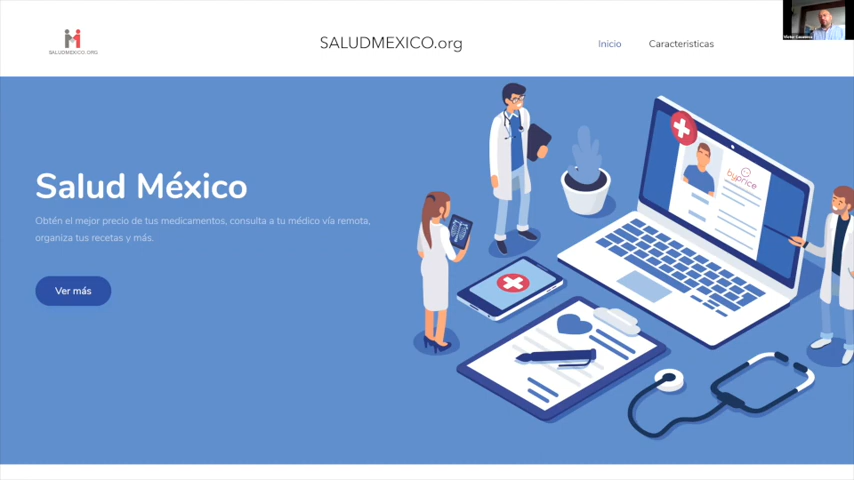 SALUDMEXICO.ORG
SALUDMEXICO.org
Inicio
Caracteristicas
Salud México
Obtén el mejor precio de tus medicamentos, consulta a tu médico vía remota,
organiza tus recetas y más.
Ver más
byprice